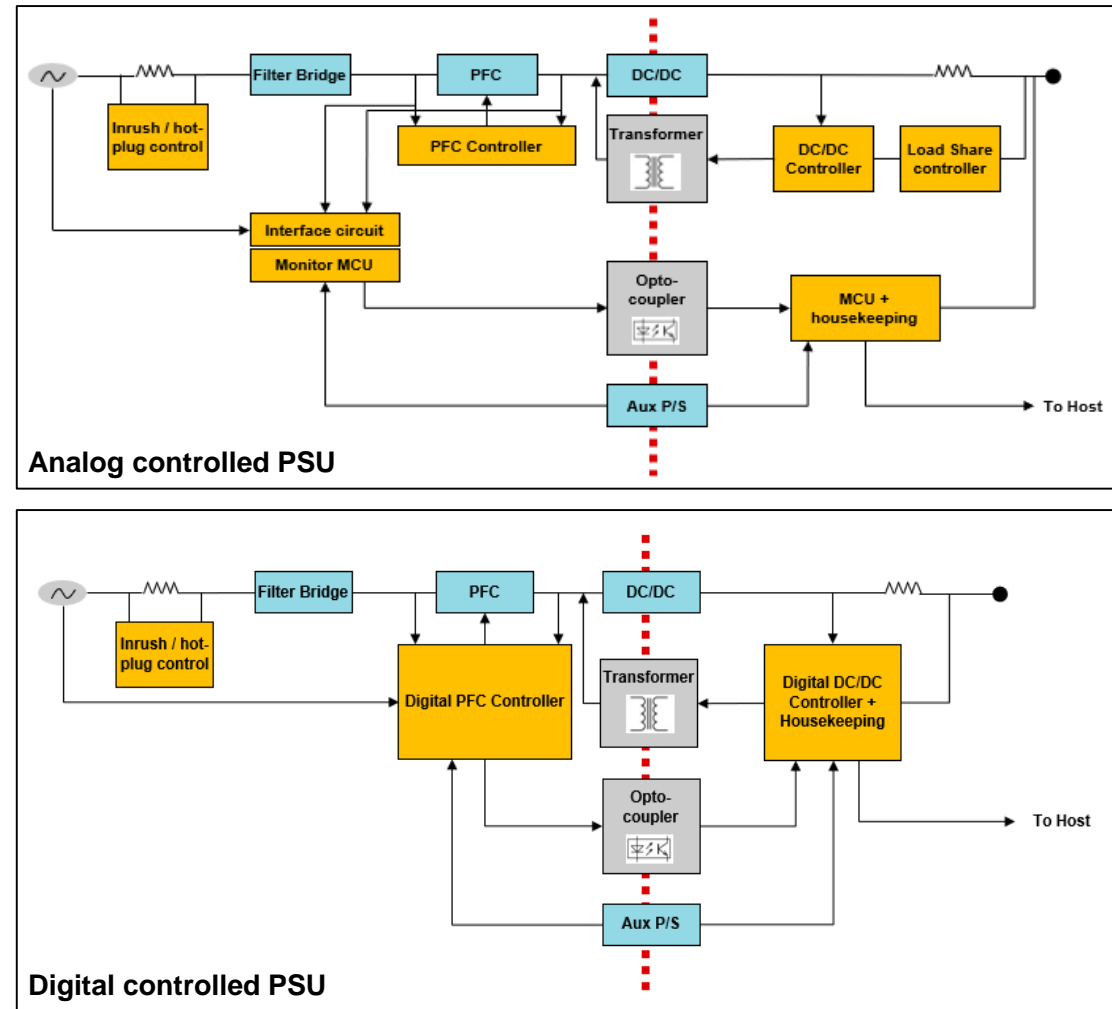 Filter Bridge
PFC
DC/DC
Inrush / hot-
plug control
PFC Controller
Transformer
DC/DC
Controller
Load Share
controller
Interface circuit
Monitor MCU
Opto-
coupler
MCU +
housekeeping
Aux P/S
To Host
Analog controlled PSU
Filter Bridge
PFC
DC/DC
Inrush / hot-
plug control
Digital PFC Controller
Transformer
Digital DC/DC
Controller +
Housekeeping
Opto-
coupler
To Host
Aux P/S
Digital controlled PSU